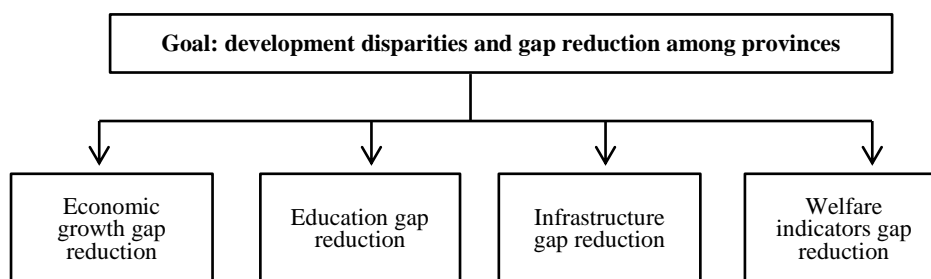 Goal: development disparities and gap reduction among provinces
Economic
growth gap
reduction
Education gap
reduction
Infrastructure
gap reduction
Welfare
indicators gap
reduction